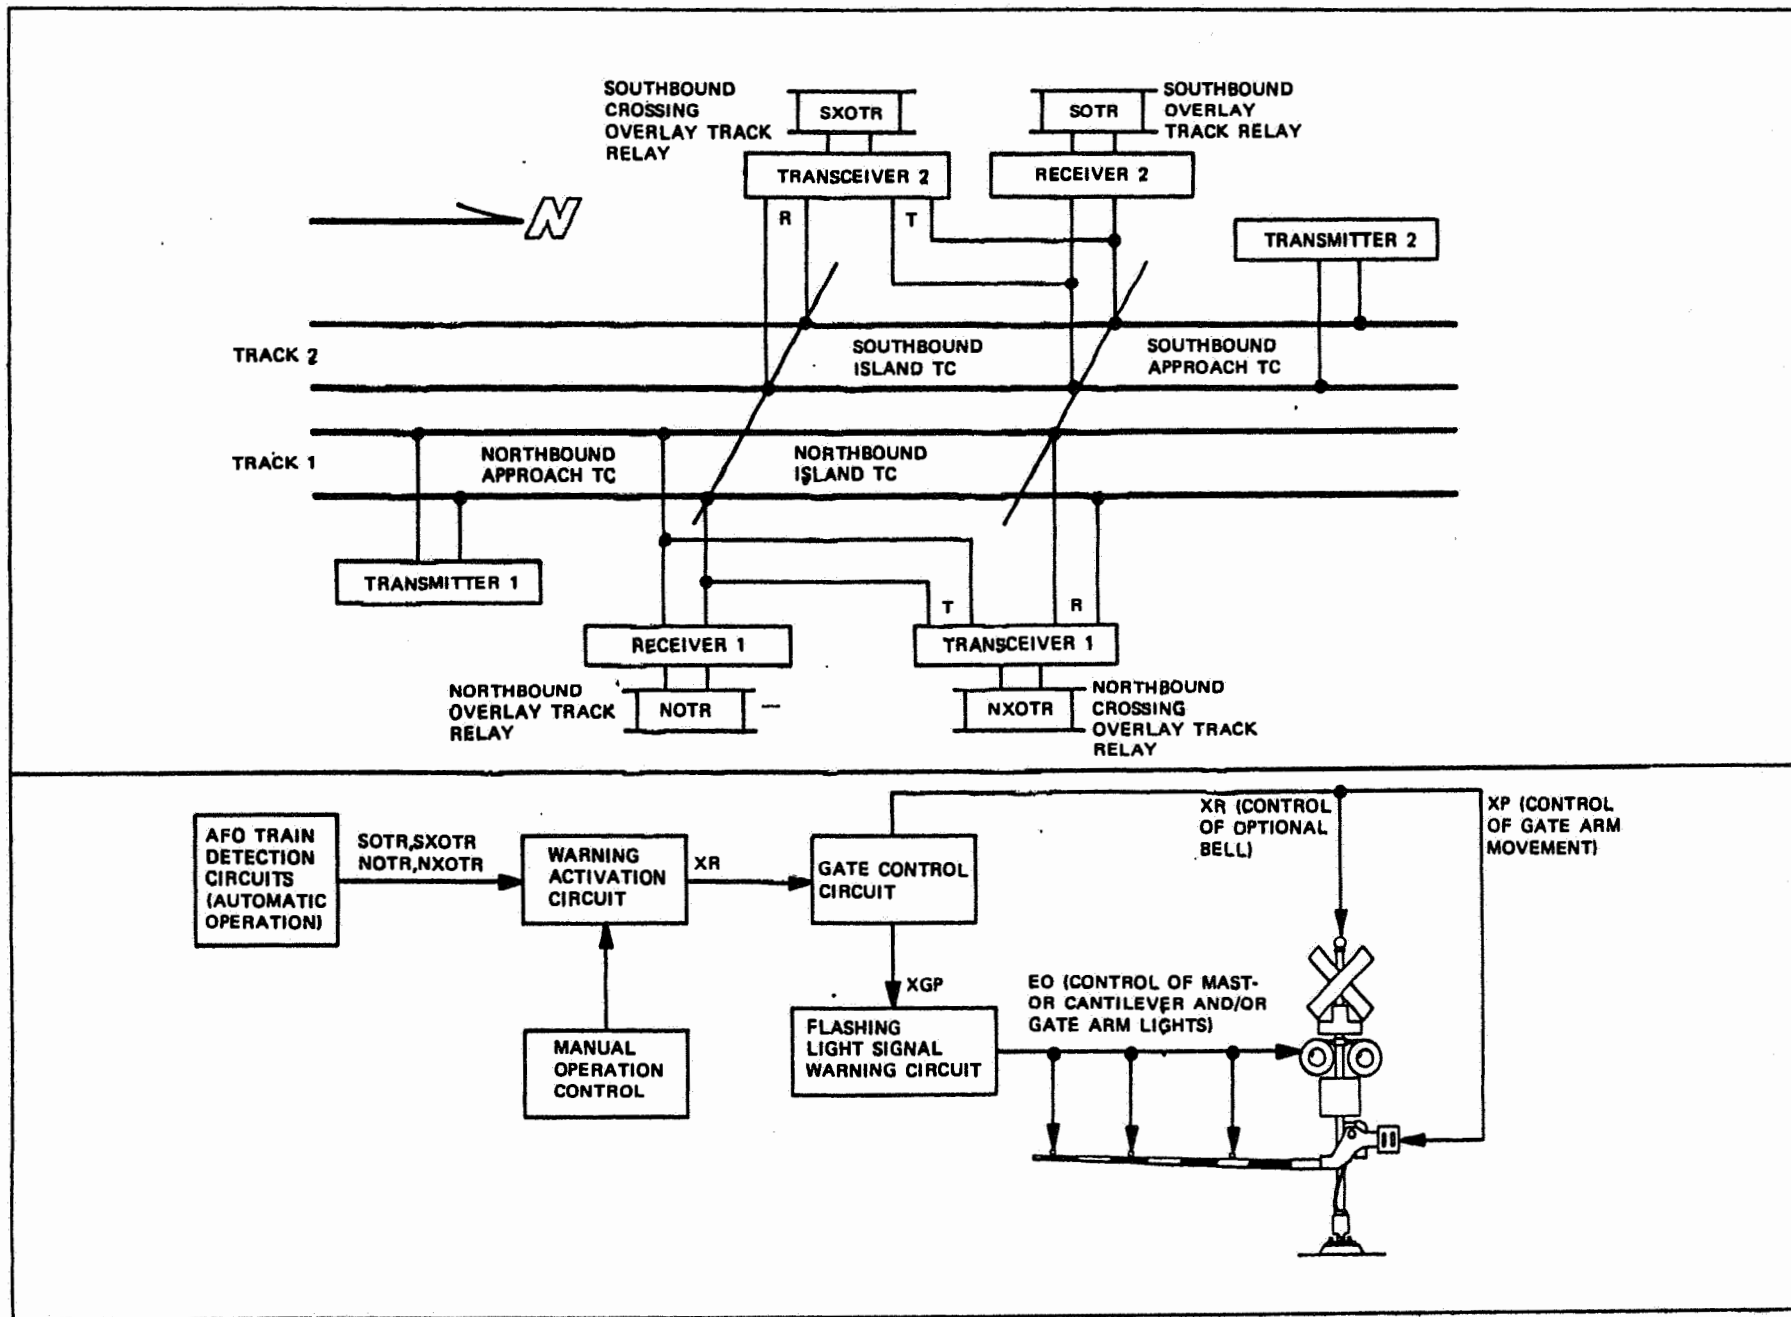 SOUTHBOUND
CROSSING
OVERLAY TRACK
RELAY
SXOTR
SOTR
SOUTHBOUND
OVERLAY
TRACK RELAY
TRANSCEIVER 2
RECEIVER 2
R
T
TRANSMITTER 2
N
TRACK 2
SOUTHBOUND
ISLAND TC
SOUTHBOUND
APPROACH TC
TRACK 1
NORTHBOUND
APPROACH TC
NORTHBOUND
ISLAND TC
TRANSMITTER 1
T
R
RECEIVER 1
TRANSCEIVER 1
NORTHBOUND
OVERLAY TRACK
RELAY
NOTR
NXOTR
NORTHBOUND
CROSSING
OVERLAY TRACK
RELAY
AFO TRAIN
DETECTION
CIRCUITS
(AUTOMATIC
OPERATION)
SOTR,SXOTR
NOTR,NXOTR
WARNING
ACTIVATION
CIRCUIT
XR
GATE CONTROL
CIRCUIT
XR (CONTROL
OF OPTIONAL
BELL)
XP (CONTROL
OF GATE ARM
MOVEMENT)
XGP
MANUAL
OPERATION
CONTROL
FLASHING
LIGHT SIGNAL
WARNING CIRCUIT
EO (CONTROL OF MAST-
OR CANTILEVER AND/OR
GATE ARM LIGHTS)